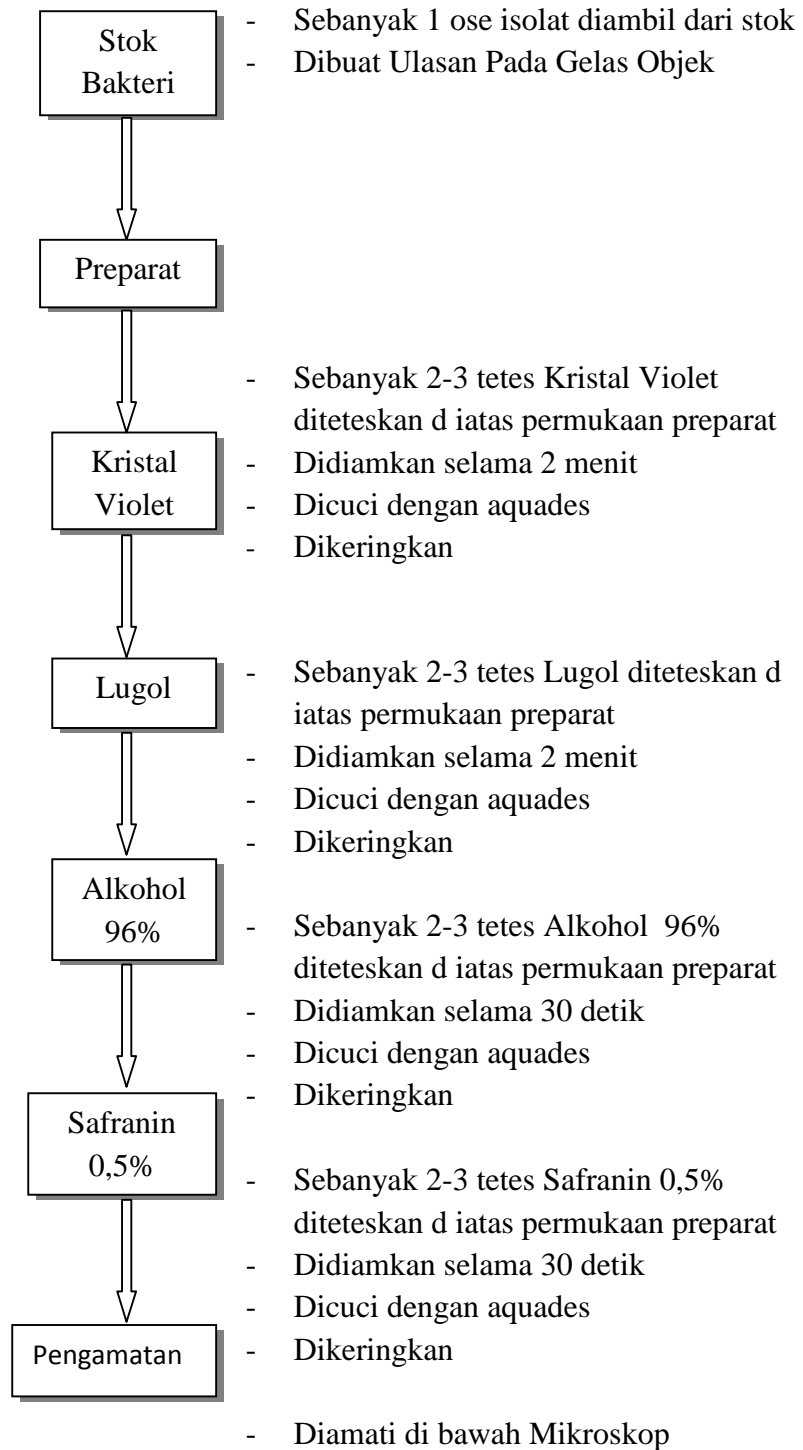 Stok
Bakteri
- Sebanyak 1 ose isolat diambil dari stok
- Dibuat Ulasan Pada Gelas Objek
Preparat
Kristal
Violet
- Sebanyak 2-3 tetes Kristal Violet
diteteskan d iatas permukaan preparat
- Didiamkan selama 2 menit
- Dicuci dengan aquades
- Dikeringkan
Lugol
- Sebanyak 2-3 tetes Lugol diteteskan d
iatas permukaan preparat
- Didiamkan selama 2 menit
- Dicuci dengan aquades
- Dikeringkan
Alkohol
96%
- Sebanyak 2-3 tetes Alkohol 96%
diteteskan d iatas permukaan preparat
- Didiamkan selama 30 detik
- Dicuci dengan aquades
- Dikeringkan
Safranin
0,5%
- Sebanyak 2-3 tetes Safranin 0,5%
diteteskan d iatas permukaan preparat
- Didiamkan selama 30 detik
- Dicuci dengan aquades
- Dikeringkan
Pengamatan
- Diamati di bawah Mikroskop